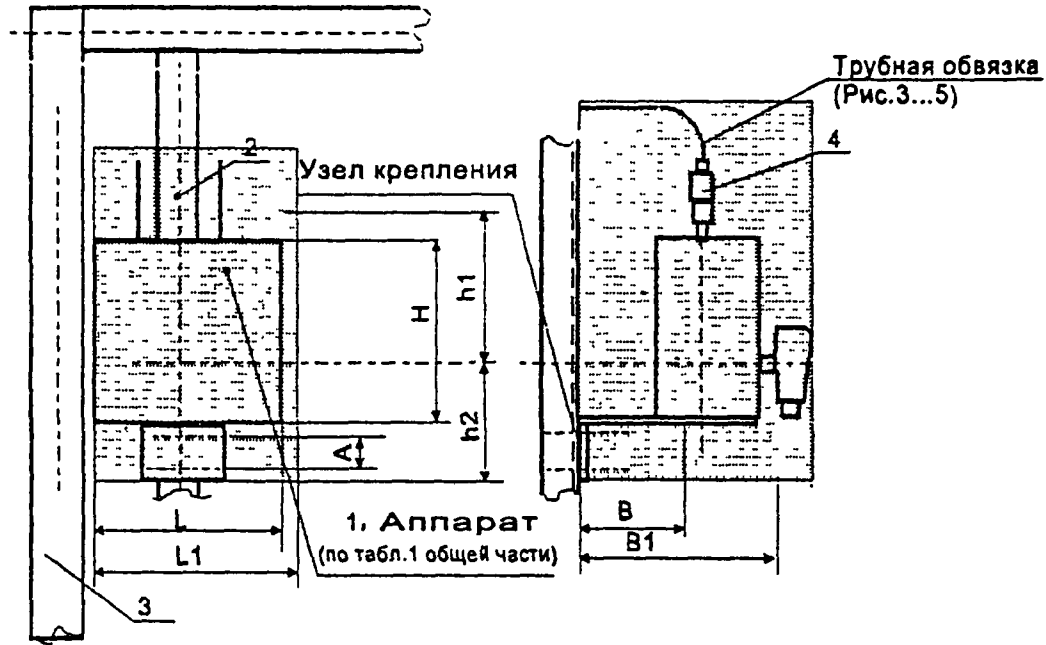 Трубная обвязка
(Рис.3...5)
4
2
Узел крепления
h1
H
h2
A
L
L1
1, Аппарат
(по табл.1 общей части)
B
B1
3